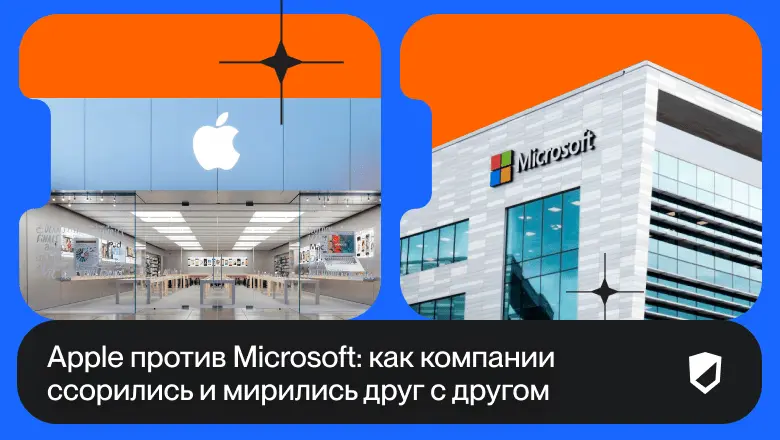 Microsoft
Apple против Microsoft: как компании
ссорились и мирились друг с другом